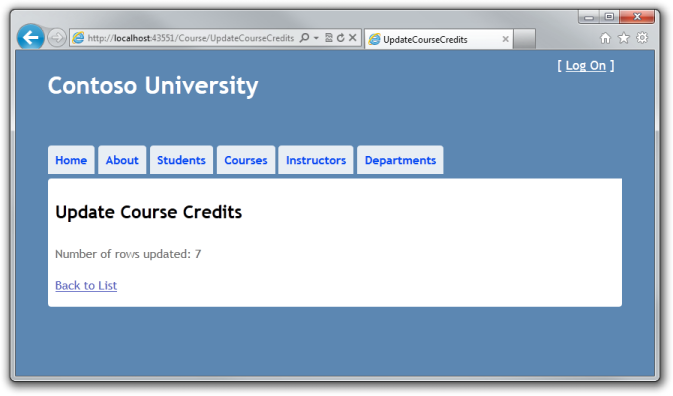 http://localhost:43551/Course/UpdateCourseCredits
UpdateCourseCredits
[ Log On ]
Contoso University
Home About Students Courses Instructors Departments
Update Course Credits
Number of rows updated: 7
Back to List